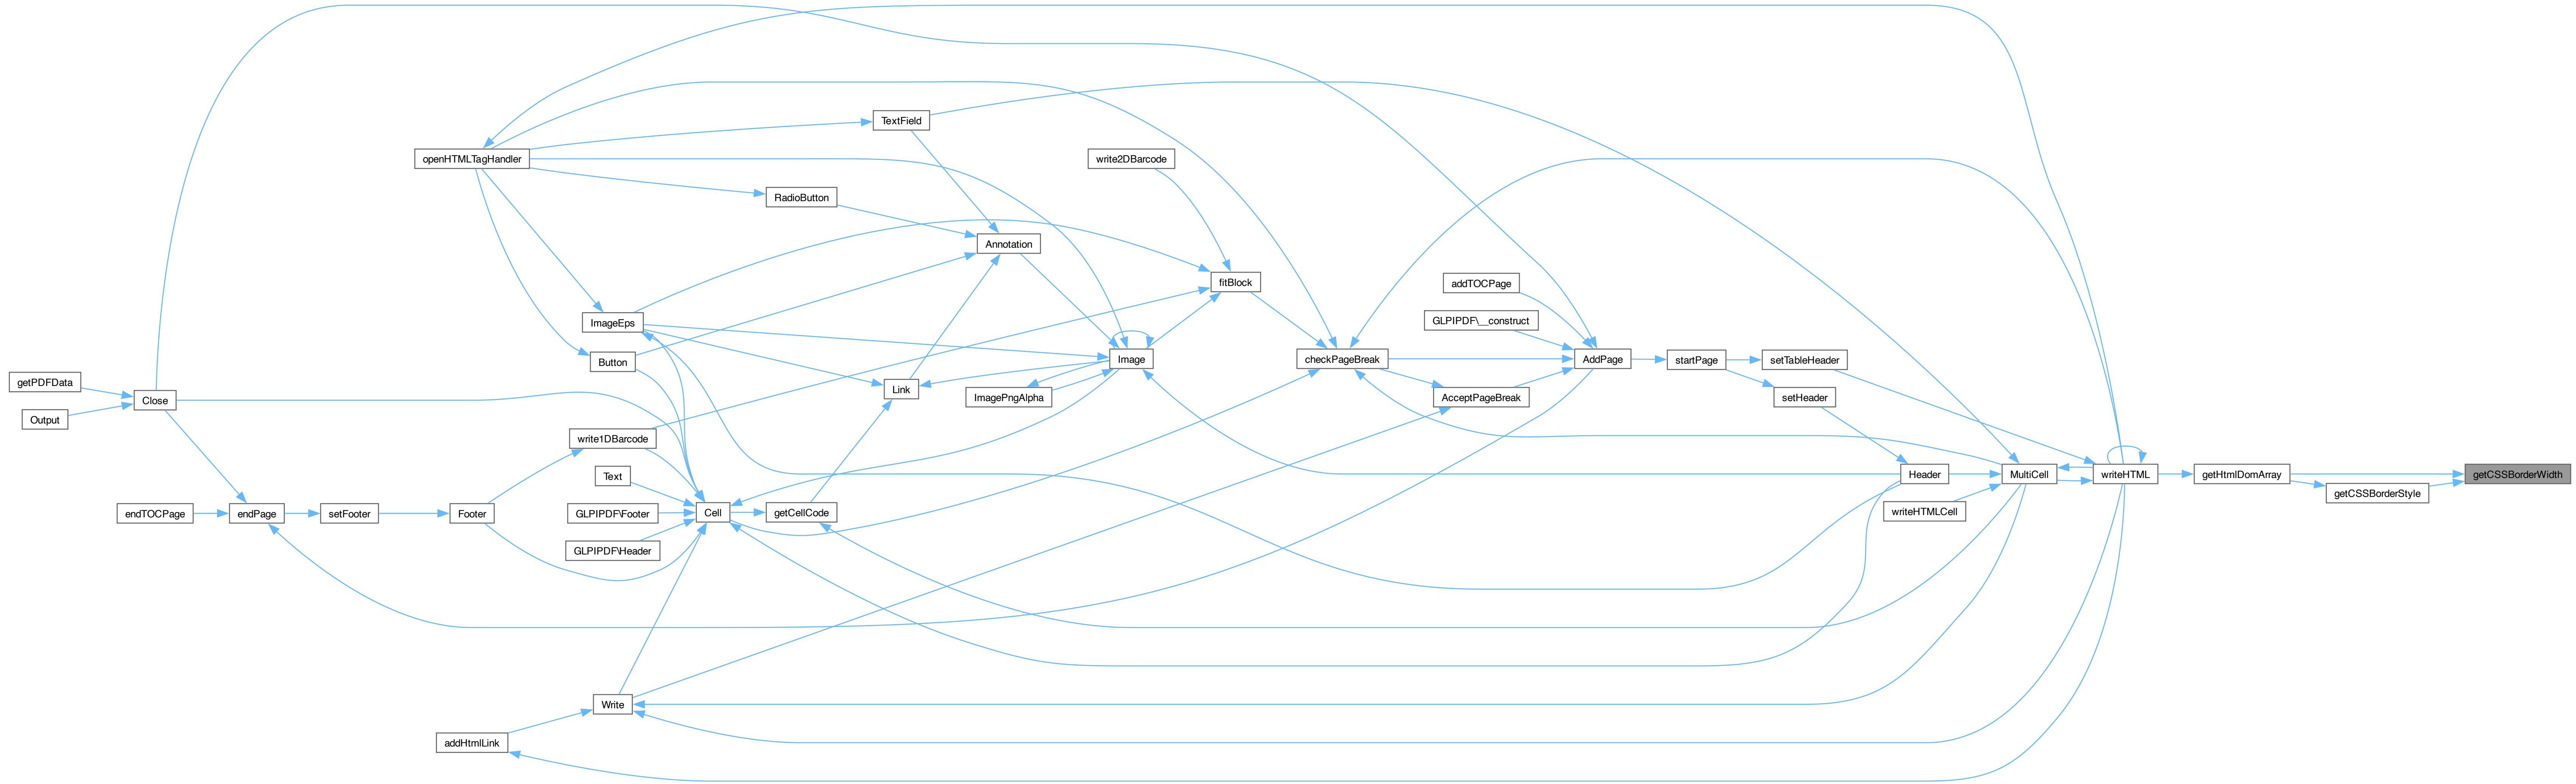 TextField
openHTMLTagHandler
write2DBarcode
RadioButton
Annotation
fitBlock
addTOCPage
GLPIPDF\__construct
ImageEps
Button
Image
checkPageBreak
AddPage
startPage
setTableHeader
getPDFData
Close
Link
ImagePngAlpha
AcceptPageBreak
setHeader
Output
write1DBarcode
Text
Header
MultiCell
writeHTML
getHtmlDomArray
getCSSBorderWidth
getCSSBorderStyle
endTOCPage
endPage
setFooter
Footer
GLPIPDF\Footer
Cell
getCellCode
writeHTMLCell
GLPIPDF\Header
Write
addHtmlLink